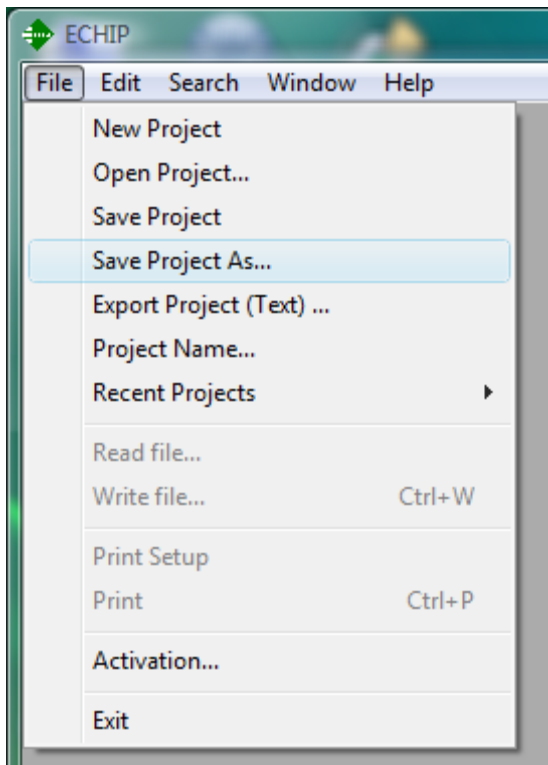 ECHIP
File Edit Search Window Help
New Project
Open Project...
Save Project
Save Project As...
Export Project (Text) ...
Project Name...
Recent Projects
Read file...
Write file... Ctrl+W
Print Setup
Print Ctrl+P
Activation...
Exit